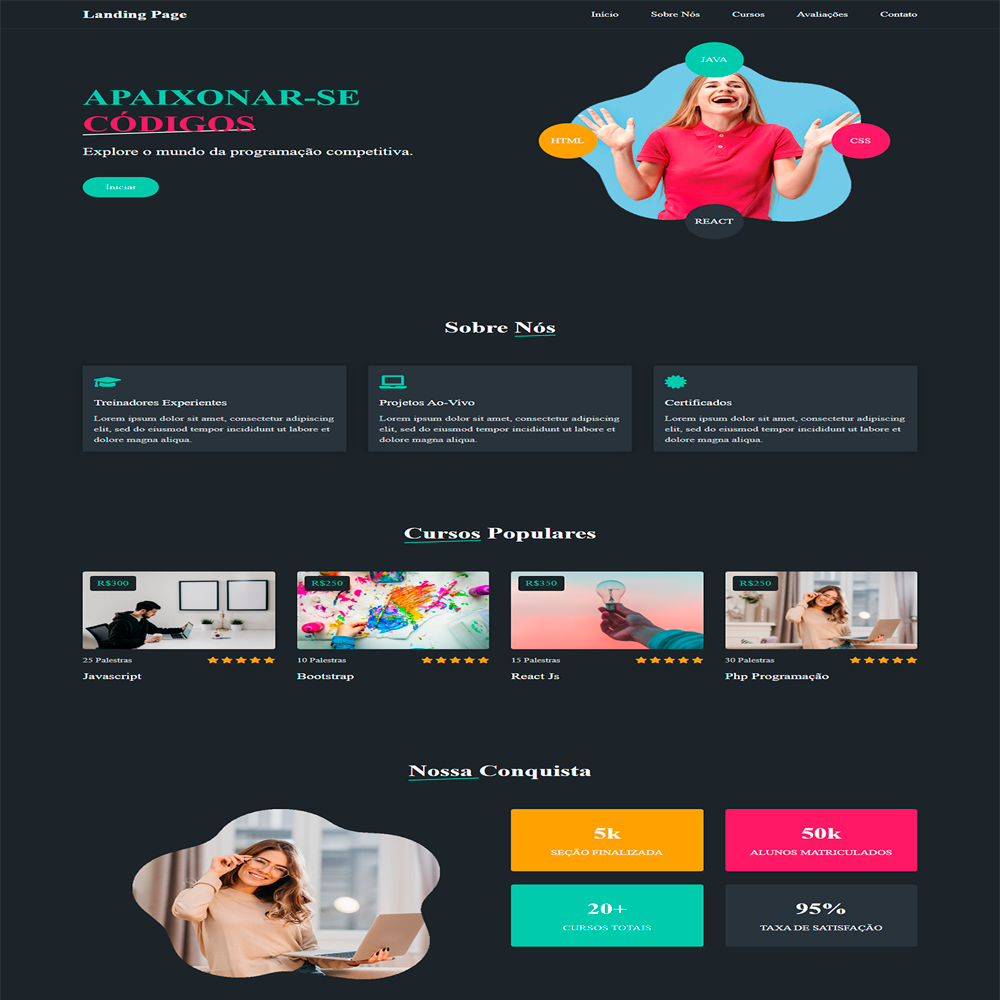 Landing Page
Início Sobre Nós Cursos Avaliações Contato
APAIXONAR-SE
CÓDIGOS
Explore o mundo da programação competitiva.
Iniciar
JAVA
HTML
CSS
REACT
Sobre Nós
Treinadores Experientes
Lorem ipsum dolor sit amet, consectetur adipiscing
elit, sed do eiusmod tempor incididunt ut labore et
dolore magna aliqua.
Projetos Ao-Vivo
Lorem ipsum dolor sit amet, consectetur adipiscing
elit, sed do eiusmod tempor incididunt ut labore et
dolore magna aliqua.
Certificados
Lorem ipsum dolor sit amet, consectetur adipiscing
elit, sed do eiusmod tempor incididunt ut labore et
dolore magna aliqua.
Cursos Populares
R$300
25 Palestras
Javascript
R$250
10 Palestras
Bootstrap
R$350
15 Palestras
React Js
R$250
30 Palestras
Php Programação
Nossa Conquista
5k
SEÇÃO FINALIZADA
50k
ALUNOS MATRICULADOS
20+
CURSOS TOTAIS
95%
TAXA DE SATISFAÇÃO